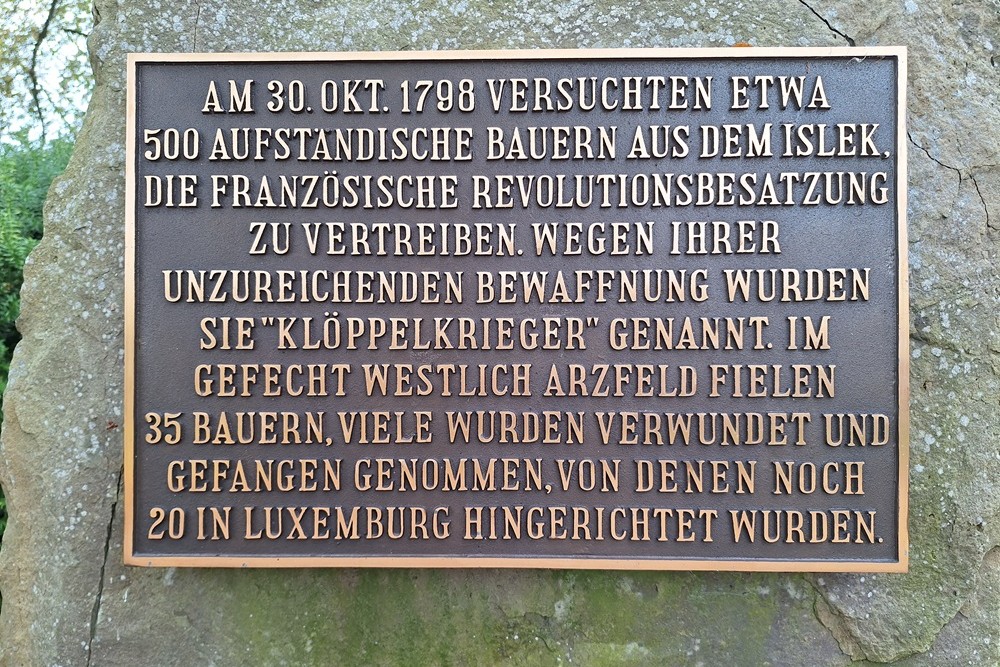 AM 30. OKT. 1798 VERSUCHTEN ETWA
500 AUFSTÄNDISCHE BAUERN AUS DEM ISLEK,
DIE FRANZÖSISCHE REVOLUTIONSBESATZUNG
ZU VERTREIBEN. WEGEN IHRER
UNZUREICHENDEN BEWAFFNUNG WURDEN
SIE "KLÖPPELKRIEGER" GENANNT. IM
GEFECHT WESTLICH ARZFELD FIELEN
35 BAUERN, VIELE WURDEN VERWUNDET UND
GEFANGEN GENOMMEN, VON DENEN NOCH
20 IN LUXEMBURG HINGERICHTET WURDEN.